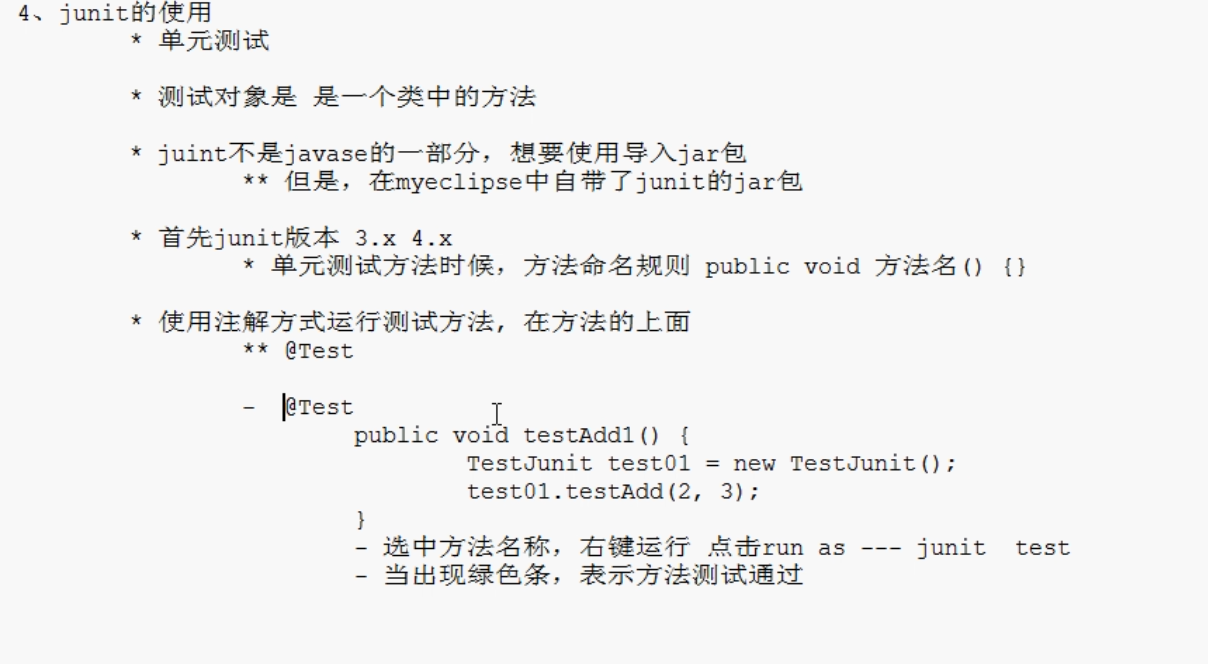 4、junit的使用
* 单元测试
* 测试对象是 是一个类中的方法
* juint不是javase的一部分，想要使用导入jar包
** 但是，在myeclipse中自带了junit的jar包
* 首先junit版本 3.x 4.x
* 单元测试方法时候，方法命名规则 public void 方法名() {}
* 使用注解方式运行测试方法, 在方法的上面
** @Test
- @Test
public void testAdd1() {
TestJunit test01 = new TestJunit();
test01.testAdd(2, 3);
}
- 选中方法名称，右键运行 点击run as --- junit test
- 当出现绿色条，表示方法测试通过